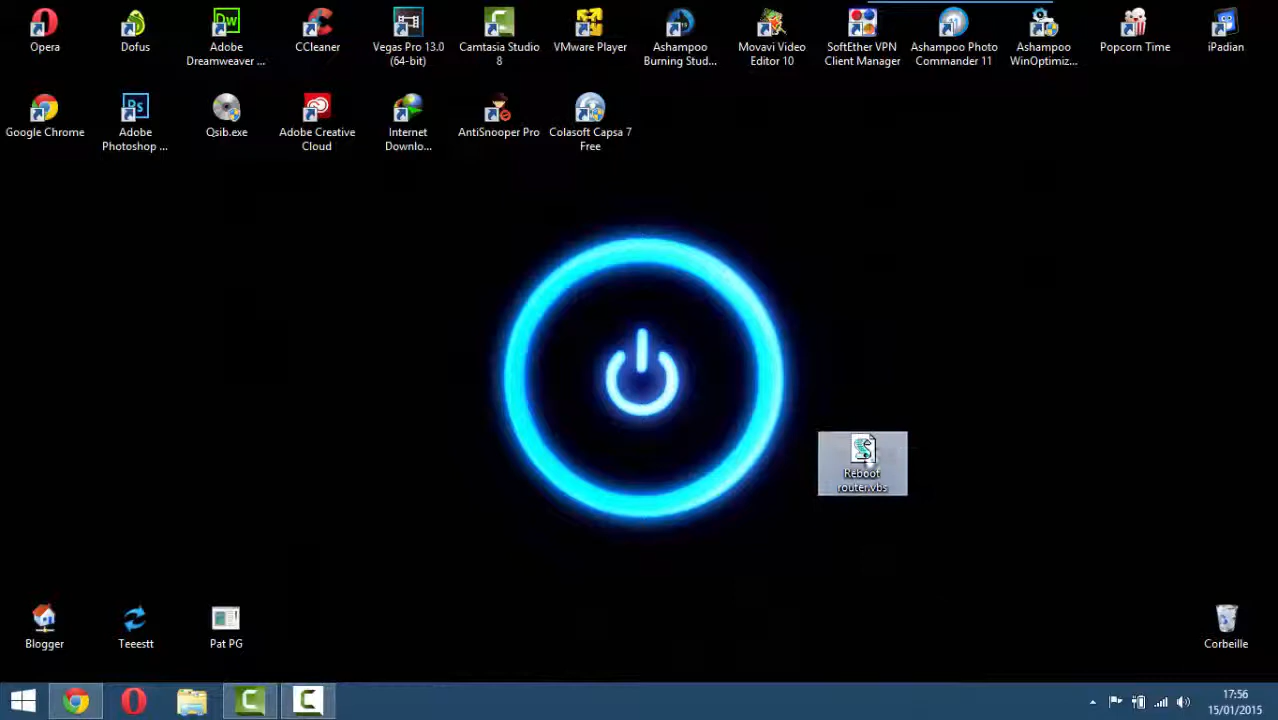 Opera
Dofus
Adobe
Dreamweaver ...
CCleaner
Vegas Pro 13.0
(64-bit)
Camtasia Studio
8
VMware Player
Ashampoo
Burning Stud...
Movavi Video
Editor 10
SoftEther VPN
Client Manager
Ashampoo Photo
Commander 11
Ashampoo
WinOptimiz...
Popcorn Time
iPadian
Google Chrome
Adobe
Photoshop ...
Qsib.exe
Adobe Creative
Cloud
Internet
Downlo...
AntiSnooper Pro
Colasoft Capsa 7
Free
Reboot
router.vbs
Blogger
Teeestt
Pat PG
Corbeille
17:56
15/01/2015